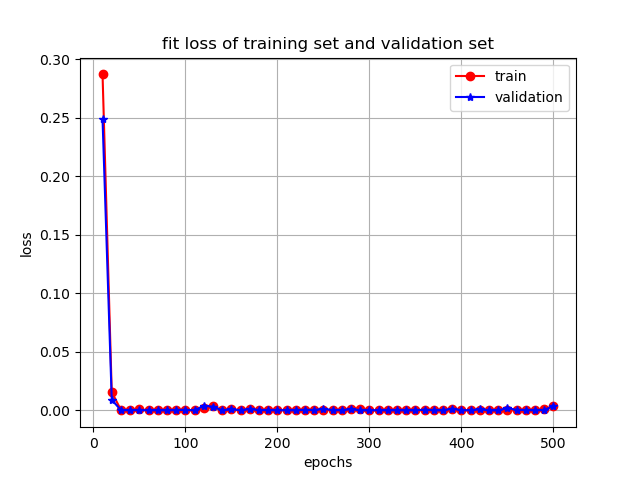 fit loss of training set and validation set
train
validation
0.30
0.25
0.20
0.15
0.10
0.05
0.00
loss
0 100 200 300 400 500
epochs